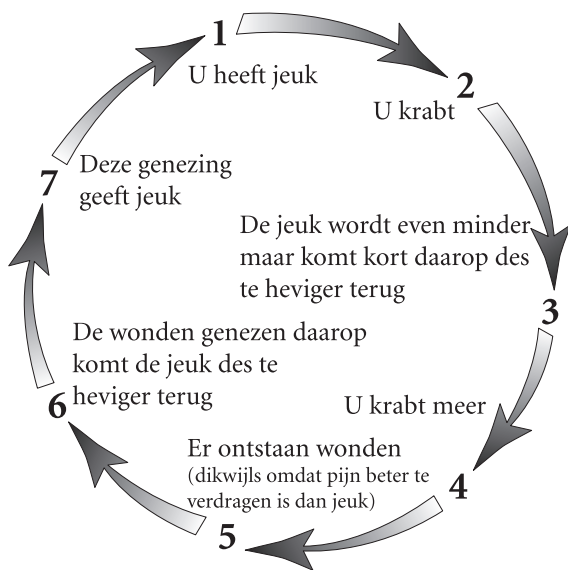 1
U heeft jeuk
2
U krabt
De jeuk wordt even minder
maar komt kort daarop des
te heviger terug
3
U krabt meer
4
Er ontstaan wonden
(dikwijls omdat pijn beter te
verdragen is dan jeuk)
5
De wonden genezen daarop
komt de jeuk des te
heviger terug
6
Deze genezing
geeft jeuk
7